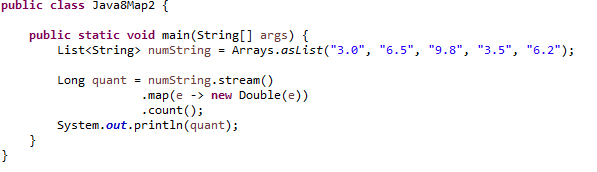 public class Java8Map2 {
public static void main(String[] args) {
List<String> numString = Arrays.asList("3.0", "6.5", "9.8", "3.5", "6.2");
Long quant = numString.stream()
.map(e -> new Double(e))
.count();
System.out.println(quant);
}
}